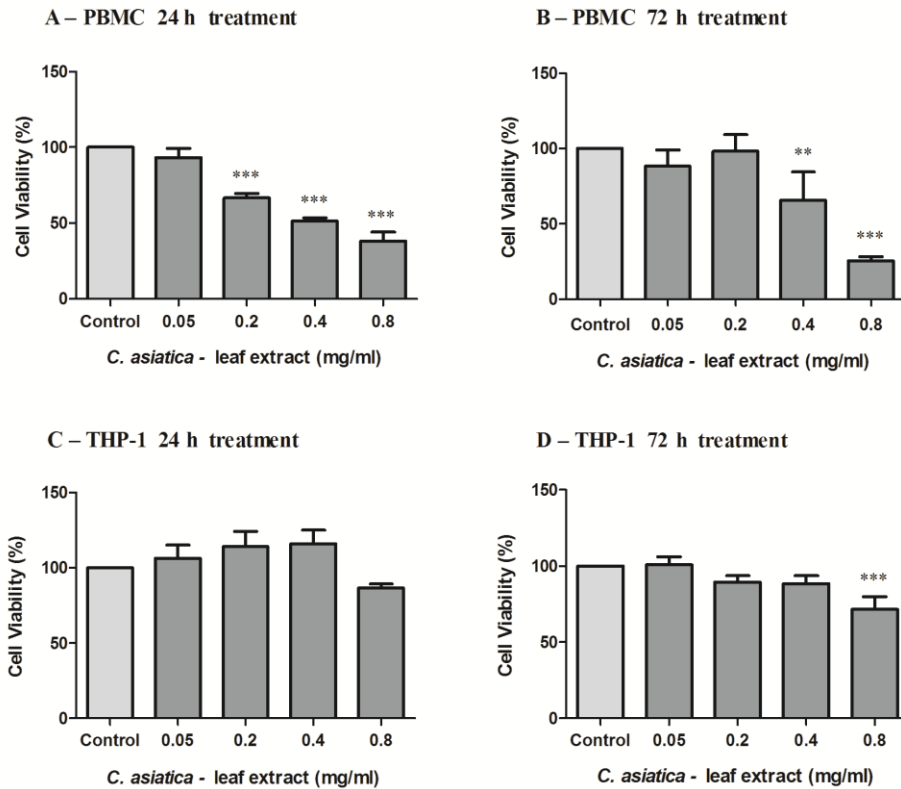 A – PBMC 24 h treatment
150
100
50
0
Cell Viability (%)
***
***
***
Control 0.05 0.2 0.4 0.8
C. asiatica - leaf extract (mg/ml)
B – PBMC 72 h treatment
150
100
50
0
Cell Viability (%)
**
***
Control 0.05 0.2 0.4 0.8
C. asiatica - leaf extract (mg/ml)
C – THP-1 24 h treatment
150
100
50
0
Cell Viability (%)
Control 0.05 0.2 0.4 0.8
C. asiatica - leaf extract (mg/ml)
D – THP-1 72 h treatment
150
100
50
0
Cell Viability (%)
***
Control 0.05 0.2 0.4 0.8
C. asiatica - leaf extract (mg/ml)